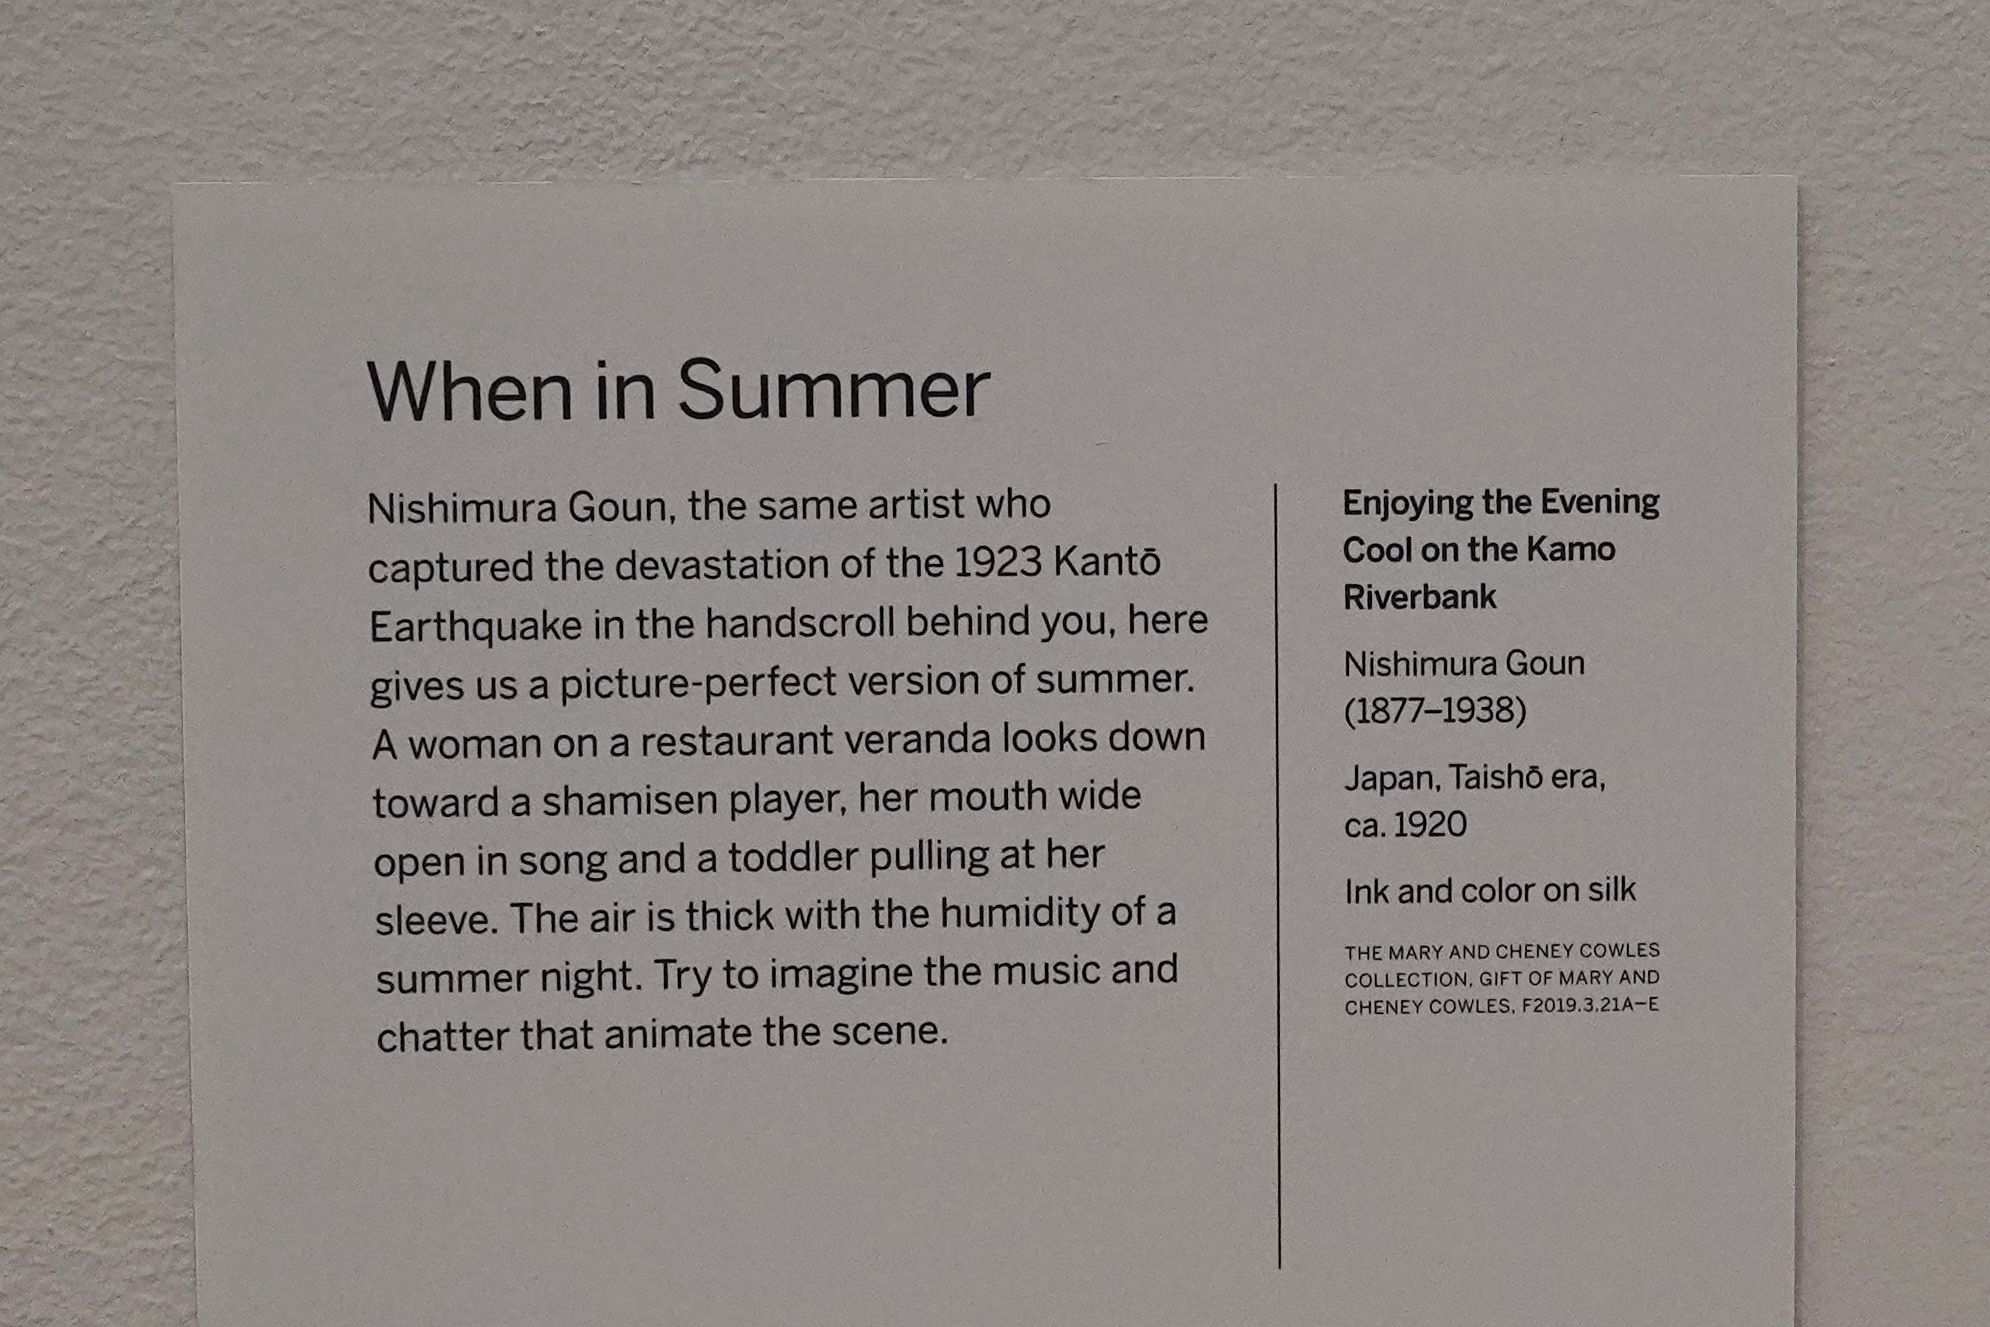 When in Summer
Nishimura Goun, the same artist who
captured the devastation of the 1923 Kantō
Earthquake in the handscroll behind you, here
gives us a picture-perfect version of summer.
A woman on a restaurant veranda looks down
toward a shamisen player, her mouth wide
open in song and a toddler pulling at her
sleeve. The air is thick with the humidity of a
summer night. Try to imagine the music and
chatter that animate the scene.
Enjoying the Evening
Cool on the Kamo
Riverbank
Nishimura Goun
(1877–1938)
Japan, Taishō era,
ca. 1920
Ink and color on silk
THE MARY AND CHENEY COWLES
COLLECTION, GIFT OF MARY AND
CHENEY COWLES, F2019.3.21A–E